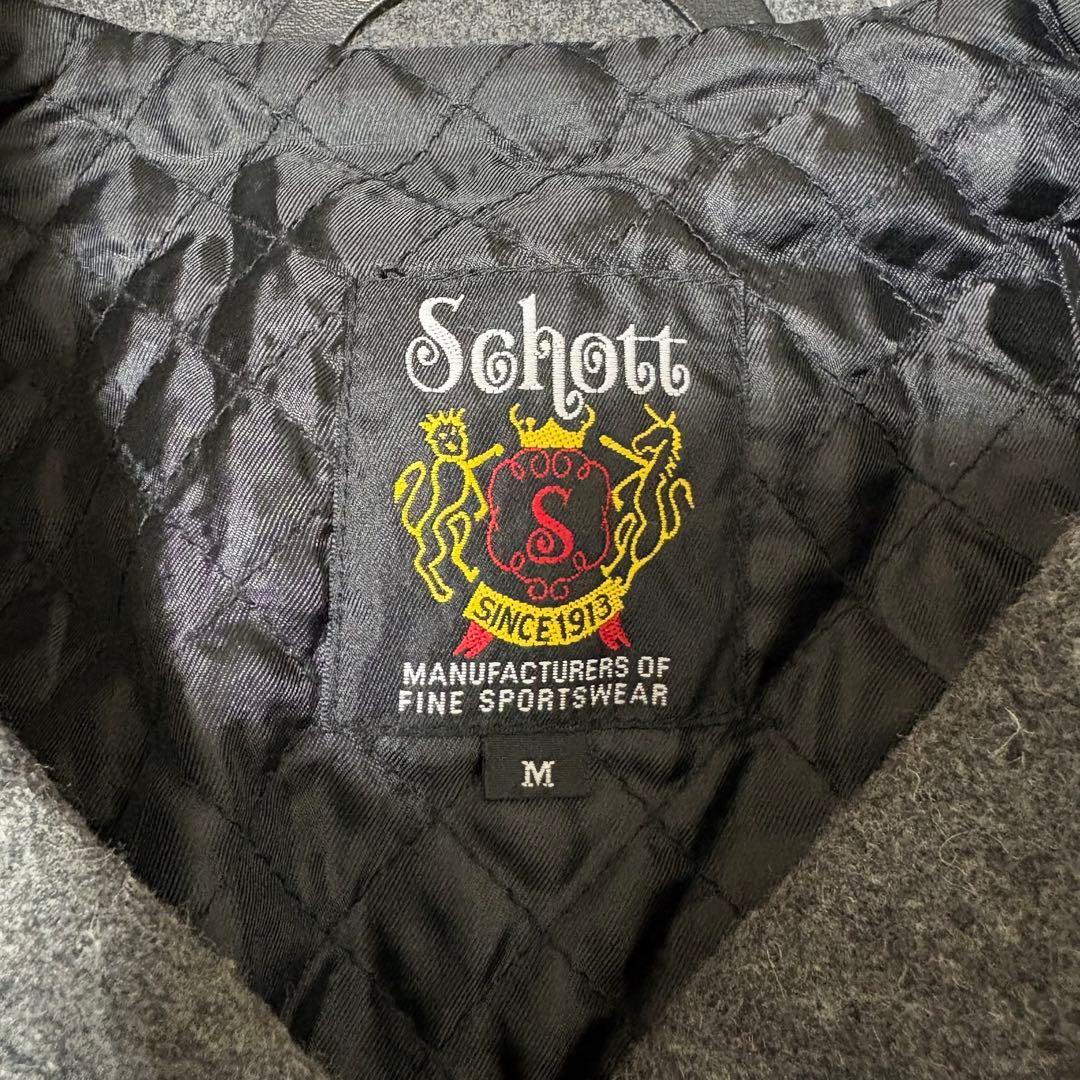 Schott
S
SINCE 1913
MANUFACTURERS OF
FINE SPORTSWEAR
M